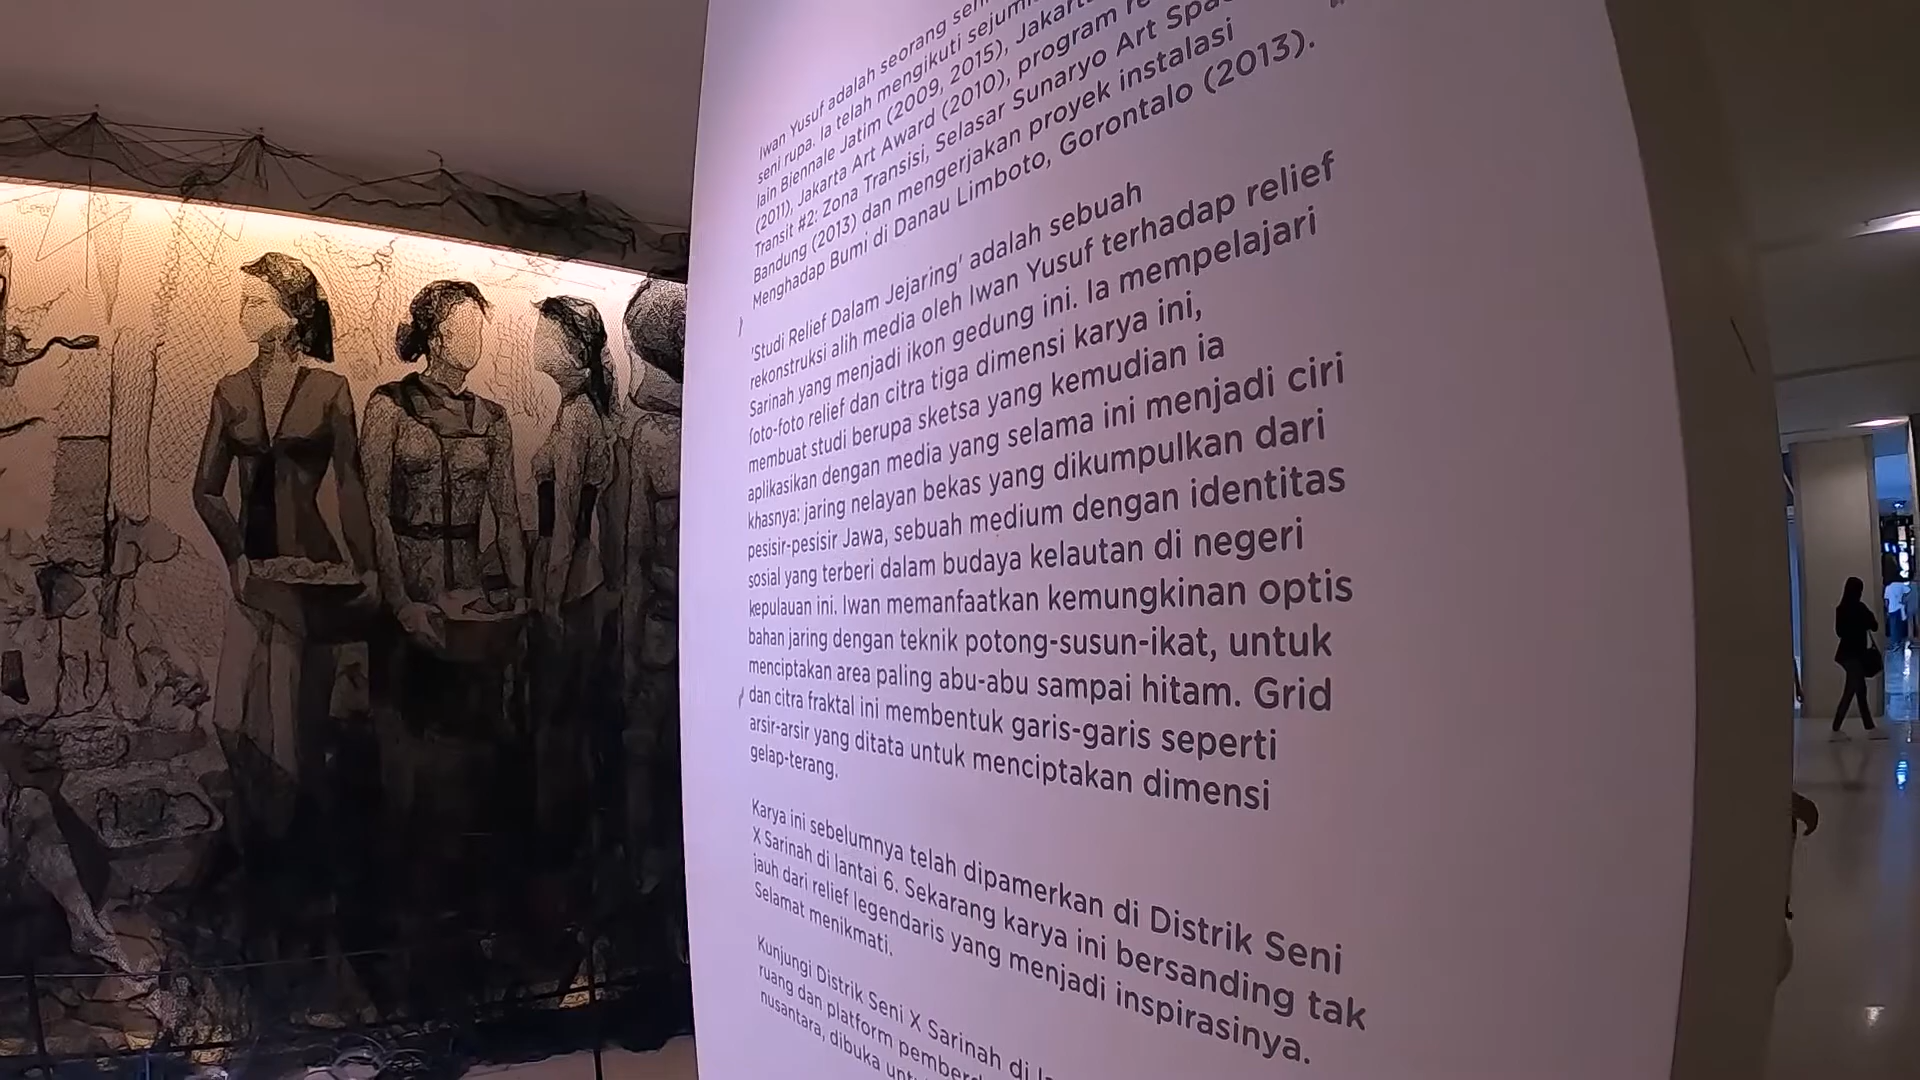 Iwan Yusuf adalah seorang
seni rupa. Ia telah mengikuti
lain Biennale Jatim (2009, 2015),
(2011), Jakarta Art Award (2010), program
Transit #2: Zona Transisi, Selasar Sunaryo Art
Bandung (2013) dan mengerjakan proyek instalasi
Menghadap Bumi di Danau Limboto, Gorontalo (2013).
'Studi Relief Dalam Jejaring' adalah sebuah
rekonstruksi alih media oleh Iwan Yusuf terhadap relief
Sarinah yang menjadi ikon gedung ini. Ia mempelajari
foto-foto relief dan citra tiga dimensi karya ini,
membuat studi berupa sketsa yang kemudian ia
aplikasikan dengan media yang selama ini menjadi ciri
khasnya: jaring nelayan bekas yang dikumpulkan dari
pesisir-pesisir Jawa, sebuah medium dengan identitas
sosial yang terberi dalam budaya kelautan di negeri
kepulauan ini. Iwan memanfaatkan kemungkinan optis
bahan jaring dengan teknik potong-susun-ikat, untuk
menciptakan area paling abu-abu sampai hitam. Grid
dan citra fraktal ini membentuk garis-garis seperti
arsir-arsir yang ditata untuk menciptakan dimensi
gelap-terang.
Karya ini sebelumnya telah dipamerkan di Distrik Seni
X Sarinah di lantai 6. Sekarang karya ini bersanding tak
jauh dari relief legendaris yang menjadi inspirasinya.
Selamat menikmati.
Kunjungi Distrik Seni X Sarinah di
ruang dan platform
nusantara, dibuka